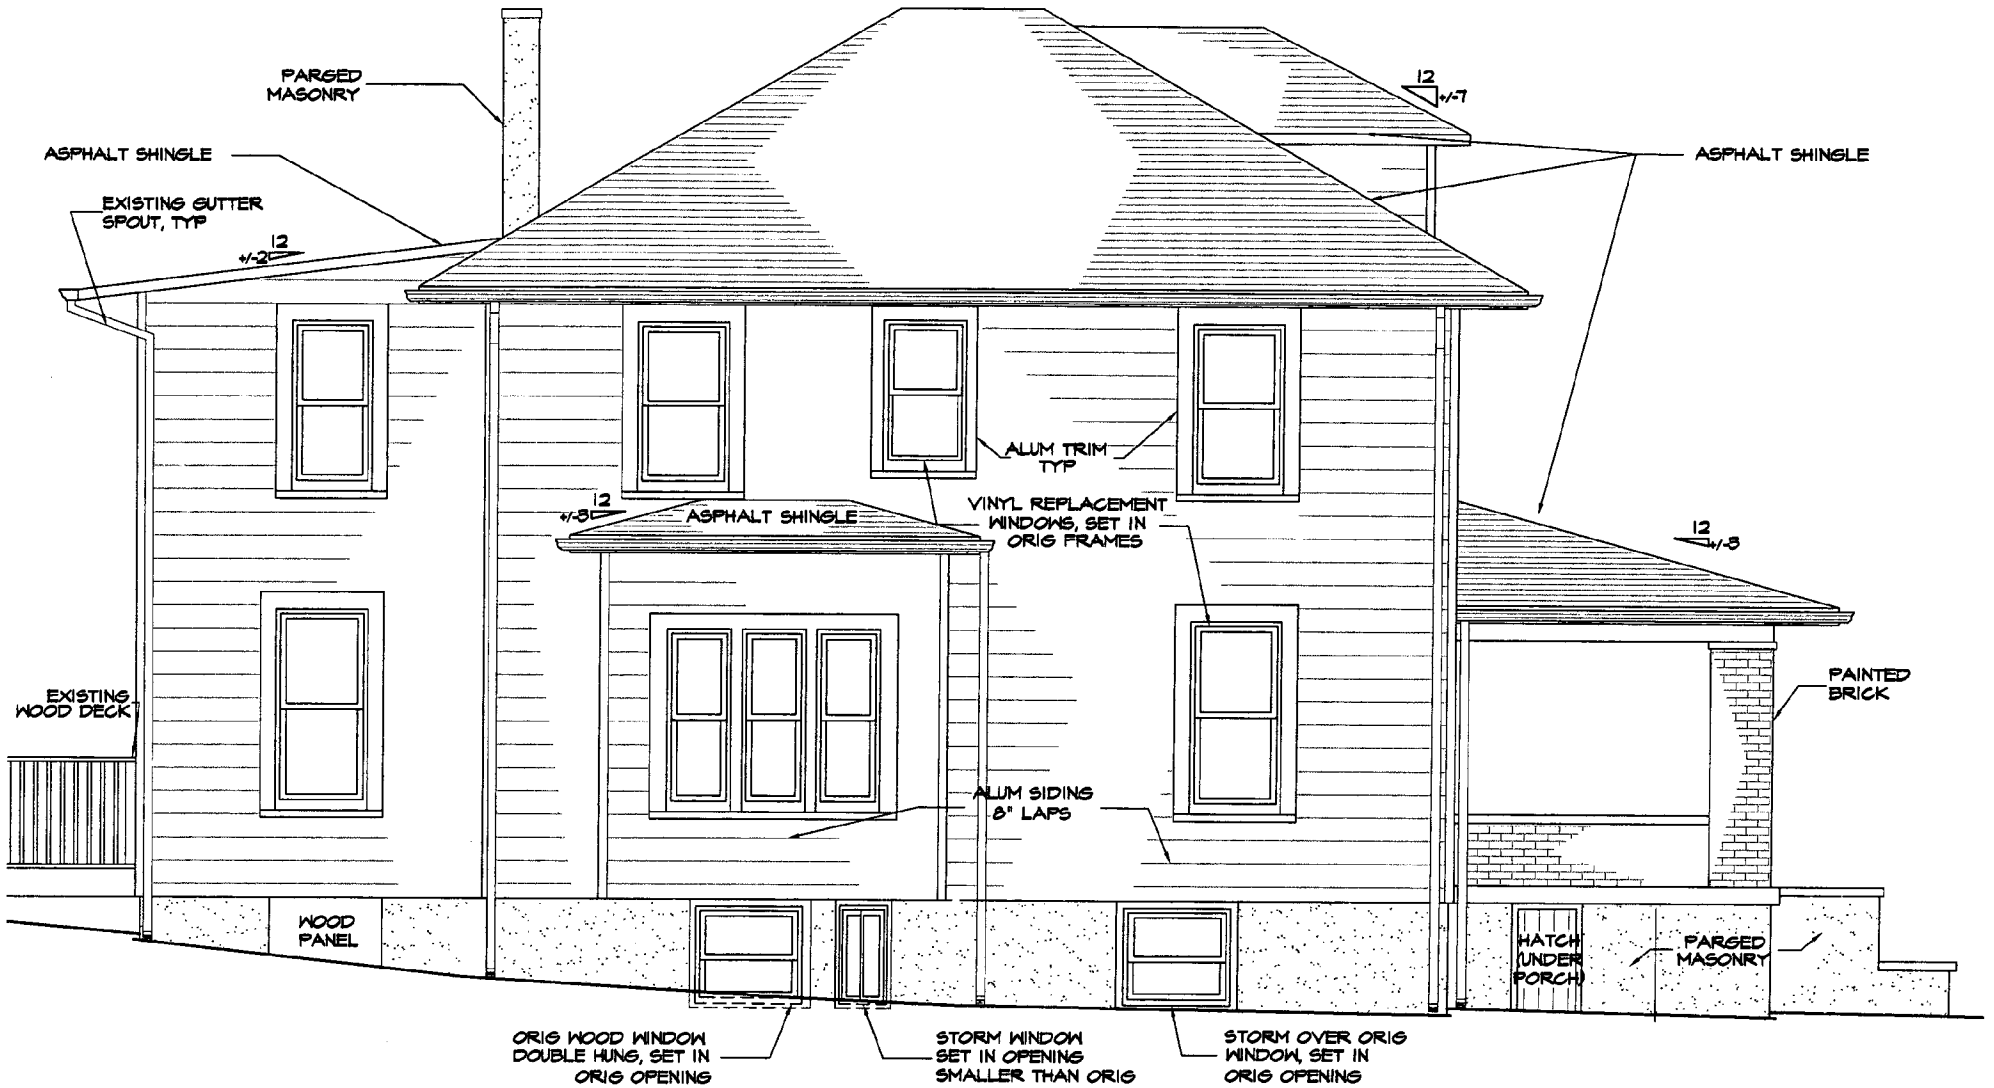 PARGED
MASONRY
12
+/-7
ASPHALT SHINGLE
ASPHALT SHINGLE
EXISTING GUTTER
SPOUT, TYP
12
+/-2
ALUM TRIM
TYP
12
+/-3
ASPHALT SHINGLE
VINYL REPLACEMENT
WINDOWS, SET IN
ORIG FRAMES
12
+/-3
PAINTED
BRICK
EXISTING
WOOD DECK
ALUM SIDING
8" LAPS
WOOD
PANEL
HATCH
(UNDER
PORCH)
PARGED
MASONRY
ORIG WOOD WINDOW
DOUBLE HUNG, SET IN
ORIG OPENING
STORM WINDOW
SET IN OPENING
SMALLER THAN ORIG
STORM OVER ORIG
WINDOW, SET IN
ORIG OPENING